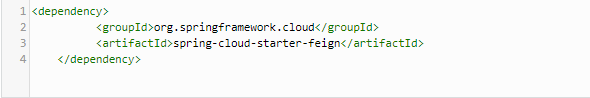 1 <dependency>
2 <groupId>org.springframework.cloud</groupId>
3 <artifactId>spring-cloud-starter-feign</artifactId>
4 </dependency>